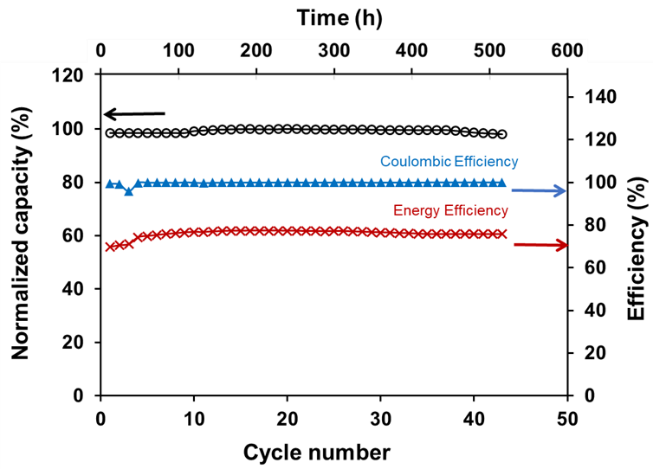 Time (h)
0 100 200 300 400 500 600
120
100
80
60
40
20
0
Normalized capacity (%)
Coulombic Efficiency
Energy Efficiency
140
120
100
80
60
40
20
0
Efficiency (%)
0 10 20 30 40 50
Cycle number